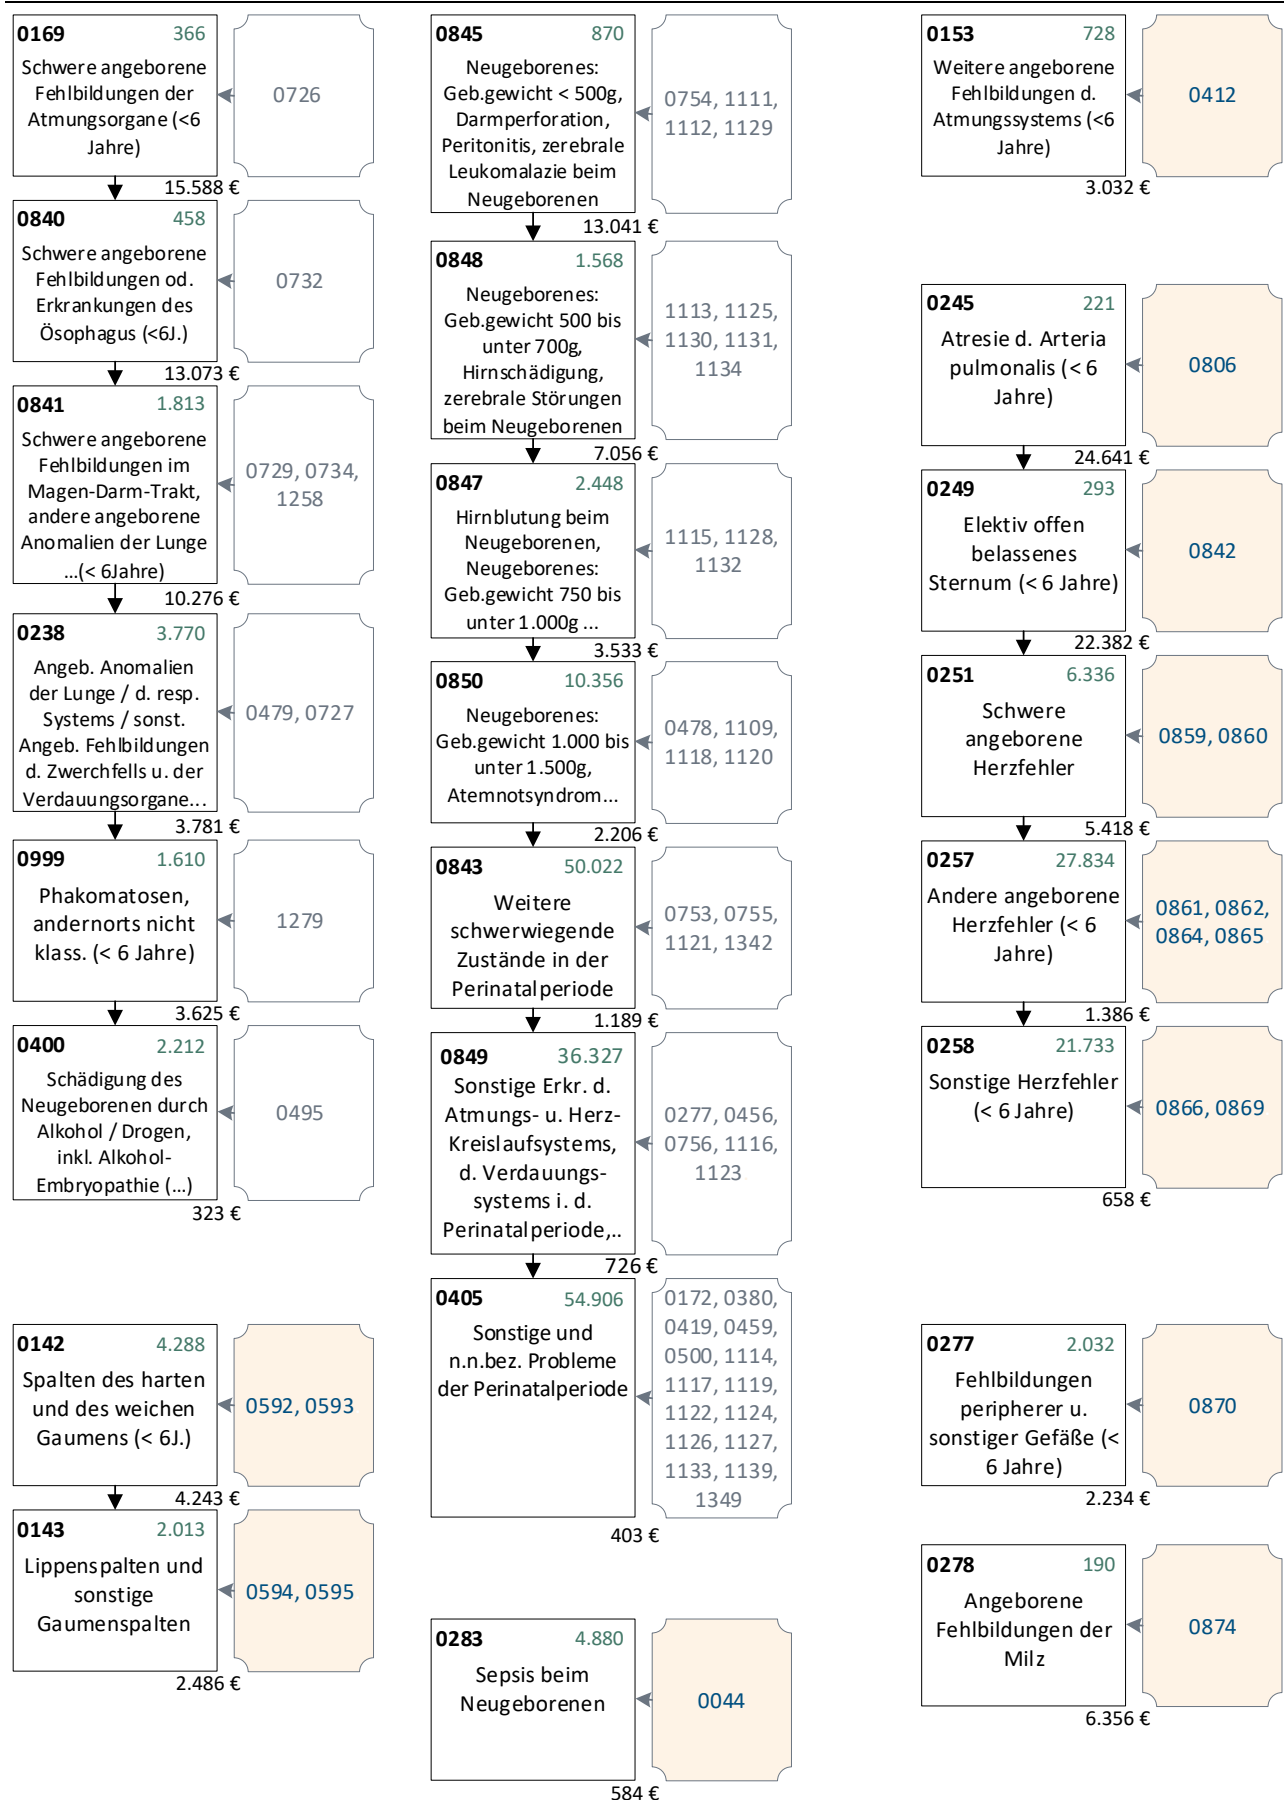 0169 366
Schwere angeborene
Fehlbildungen der
Atmungsorgane (<6
Jahre)
0726
15.588 €
0840 458
Schwere angeborene
Fehlbildungen od.
Erkrankungen des
Ösophagus (<6J.)
0732
13.073 €
0841 1.813
Schwere angeborene
Fehlbildungen im
Magen-Darm-Trakt,
andere angeborene
Anomalien der Lunge
...(< 6Jahre)
0729, 0734,
1258
10.276 €
0238 3.770
Angeb. Anomalien
der Lunge / d. resp.
Systems / sonst.
Angeb. Fehlbildungen
d. Zwerchfells u. der
Verdauungsorgane...
0479, 0727
3.781 €
0999 1.610
Phakomatosen,
andernorts nicht
klass. (< 6 Jahre)
1279
3.625 €
0400 2.212
Schädigung des
Neugeborenen durch
Alkohol / Drogen,
inkl. Alkohol-
Embryopathie (...)
0495
323 €
0142 4.288
Spalten des harten
und des weichen
Gaumens (< 6J.)
0592, 0593
4.243 €
0143 2.013
Lippenspalten und
sonstige
Gaumenspalten
0594, 0595
2.486 €
0845 870
Neugeborenes:
Geb.gewicht < 500g,
Darmperforation,
Peritonitis, zerebrale
Leukomalazie beim
Neugeborenen
0754, 1111,
1112, 1129
13.041 €
0848 1.568
Neugeborenes:
Geb.gewicht 500 bis
unter 700g,
Hirnschädigung,
zerebrale Störungen
beim Neugeborenen
1113, 1125,
1130, 1131,
1134
7.056 €
0847 2.448
Hirnblutung beim
Neugeborenen,
Neugeborenes:
Geb.gewicht 750 bis
unter 1.000g ...
1115, 1128,
1132
3.533 €
0850 10.356
Neugeborenes:
Geb.gewicht 1.000 bis
unter 1.500g,
Atemnotsyndrom...
0478, 1109,
1118, 1120
2.206 €
0843 50.022
Weitere
schwerwiegende
Zustände in der
Perinatalperiode
0753, 0755,
1121, 1342
1.189 €
0849 36.327
Sonstige Erkr. d.
Atmungs- u. Herz-
Kreislaufsystems,
d. Verdauungs-
systems i. d.
Perinatalperiode,..
0277, 0456,
0756, 1116,
1123
726 €
0405 54.906
Sonstige und
n.n.bez. Probleme
der Perinatalperiode
0172, 0380,
0419, 0459,
0500, 1114,
1117, 1119,
1122, 1124,
1126, 1127,
1133, 1139,
1349
403 €
0283 4.880
Sepsis beim
Neugeborenen
0044
584 €
0153 728
Weitere angeborene
Fehlbildungen d.
Atmungssystems (<6
Jahre)
0412
3.032 €
0245 221
Atresie d. Arteria
pulmonalis (< 6
Jahre)
0806
24.641 €
0249 293
Elektiv offen
belassenes
Sternum (< 6 Jahre)
0842
22.382 €
0251 6.336
Schwere
angeborene
Herzfehler
0859, 0860
5.418 €
0257 27.834
Andere angeborene
Herzfehler (< 6
Jahre)
0861, 0862,
0864, 0865
1.386 €
0258 21.733
Sonstige Herzfehler
(< 6 Jahre)
0866, 0869
658 €
0277 2.032
Fehlbildungen
peripherer u.
sonstiger Gefäße (<
6 Jahre)
0870
2.234 €
0278 190
Angeborene
Fehlbildungen der
Milz
0874
6.356 €